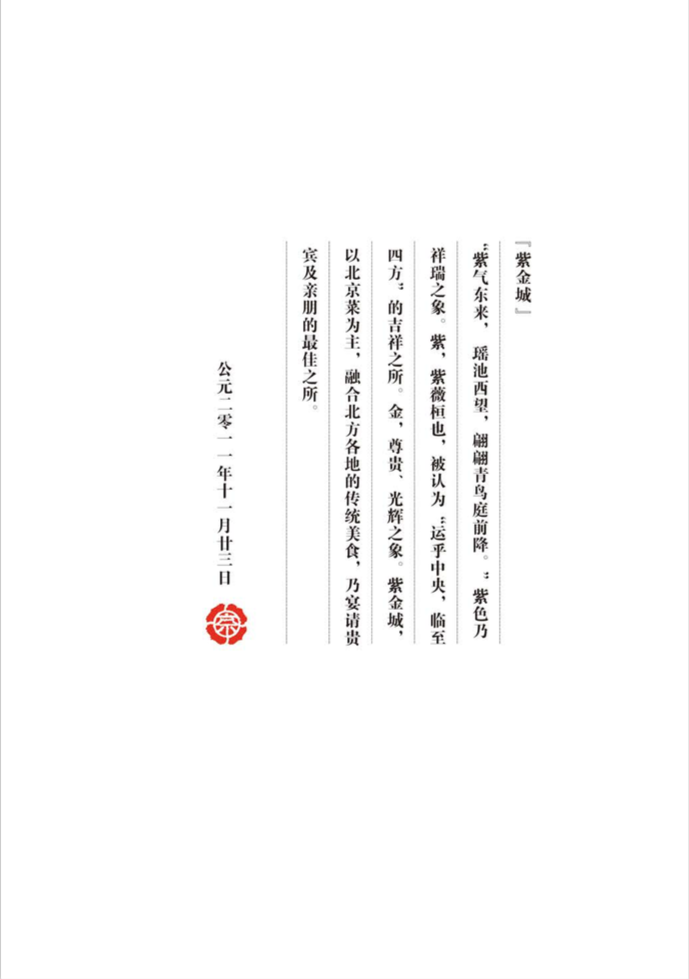 『紫金城』
“紫气东来，瑶池西望，翩翩青鸟庭前降。”紫色乃
祥瑞之象。紫，紫薇桓也，被认为“运乎中央，临至
四方”的吉祥之所。金，尊贵、光辉之象。紫金城，
以北京菜为主，融合北方各地的传统美食，乃宴请贵
宾及亲朋的最佳之所。
公元二零一一年十一月廿三日